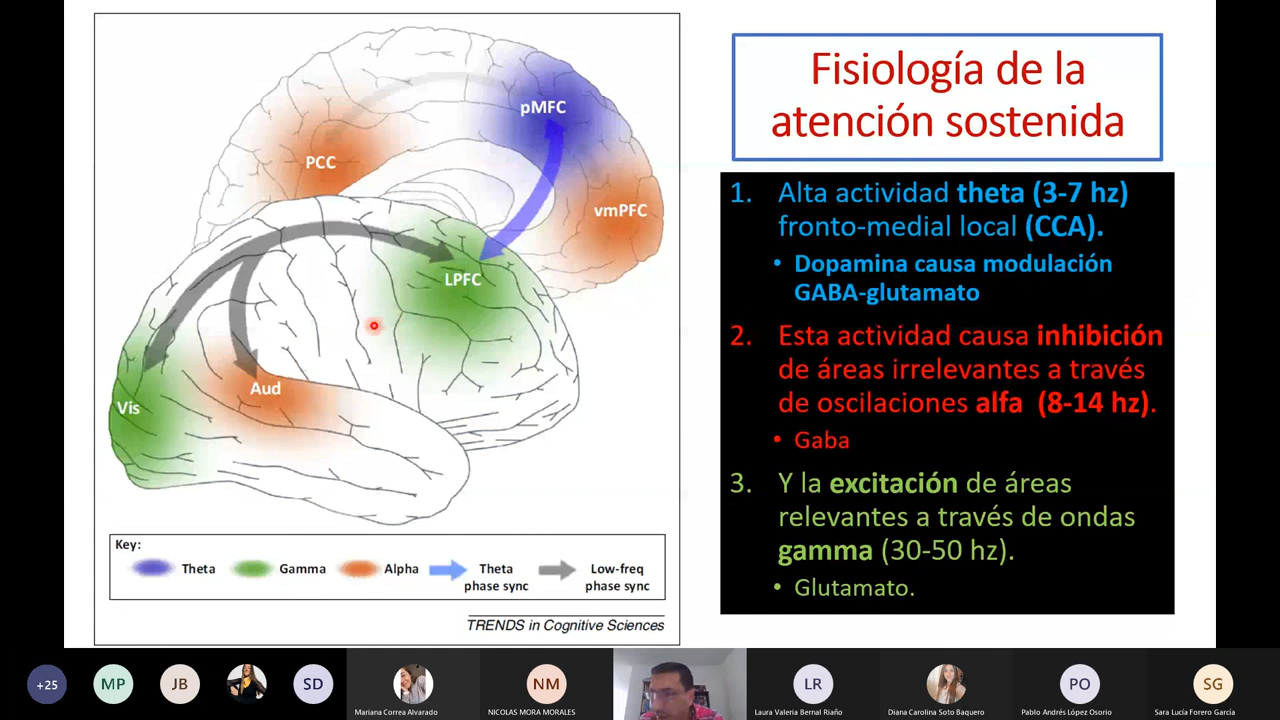 Fisiología de la
atención sostenida
pMFC
PCC
vmPFC
LPFC
Aud
Vis
Key:
Theta
Gamma
Alpha
Theta
phase sync
Low-freq
phase sync
TRENDS in Cognitive Sciences
1. Alta actividad theta (3-7 hz)
fronto-medial local (CCA).
• Dopamina causa modulación
GABA-glutamato
2. Esta actividad causa inhibición
de áreas irrelevantes a través
de oscilaciones alfa (8-14 hz).
• Gaba
3. Y la excitación de áreas
relevantes a través de ondas
gamma (30-50 hz).
• Glutamato.
+25
MP
JB
SD
Mariana Correa Alvarado
NM
NICOLAS MORA MORALES
LR
Laura Valeria Bernal Riaño
Diana Carolina Soto Baquero
PO
Pablo Andrés López Osorio
SG
Sara Lucía Forero García